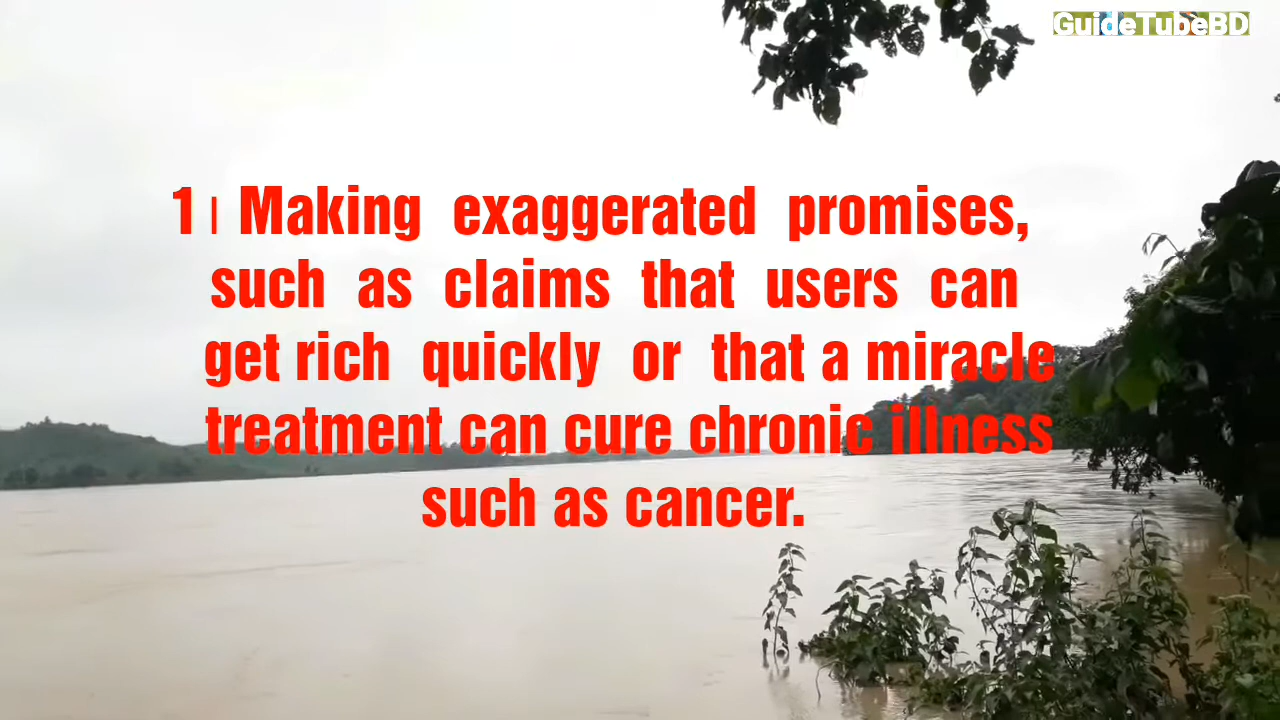 GuideTubeBD
1। Making exaggerated promises,
such as claims that users can
get rich quickly or that a miracle
treatment can cure chronic illness
such as cancer.